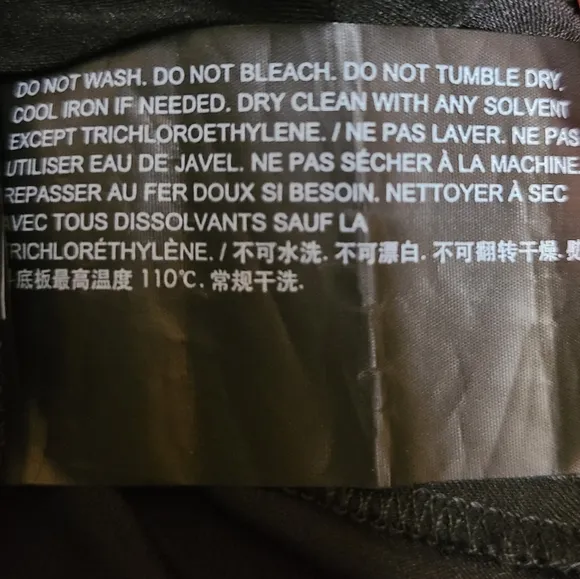 DO NOT WASH. DO NOT BLEACH. DO NOT TUMBLE DRY.
COOL IRON IF NEEDED. DRY CLEAN WITH ANY SOLVENT
EXCEPT TRICHLOROETHYLENE. / NE PAS LAVER. NE PAS
UTILISER EAU DE JAVEL. NE PAS SÉCHER À LA MACHINE.
REPASSER AU FER DOUX SI BESOIN. NETTOYER À SEC
AVEC TOUS DISSOLVANTS SAUF LA
TRICHLORÉTHYLÈNE. / 不可水洗. 不可漂白. 不可翻转干燥. 熨
斗底板最高温度 110℃. 常规干洗.